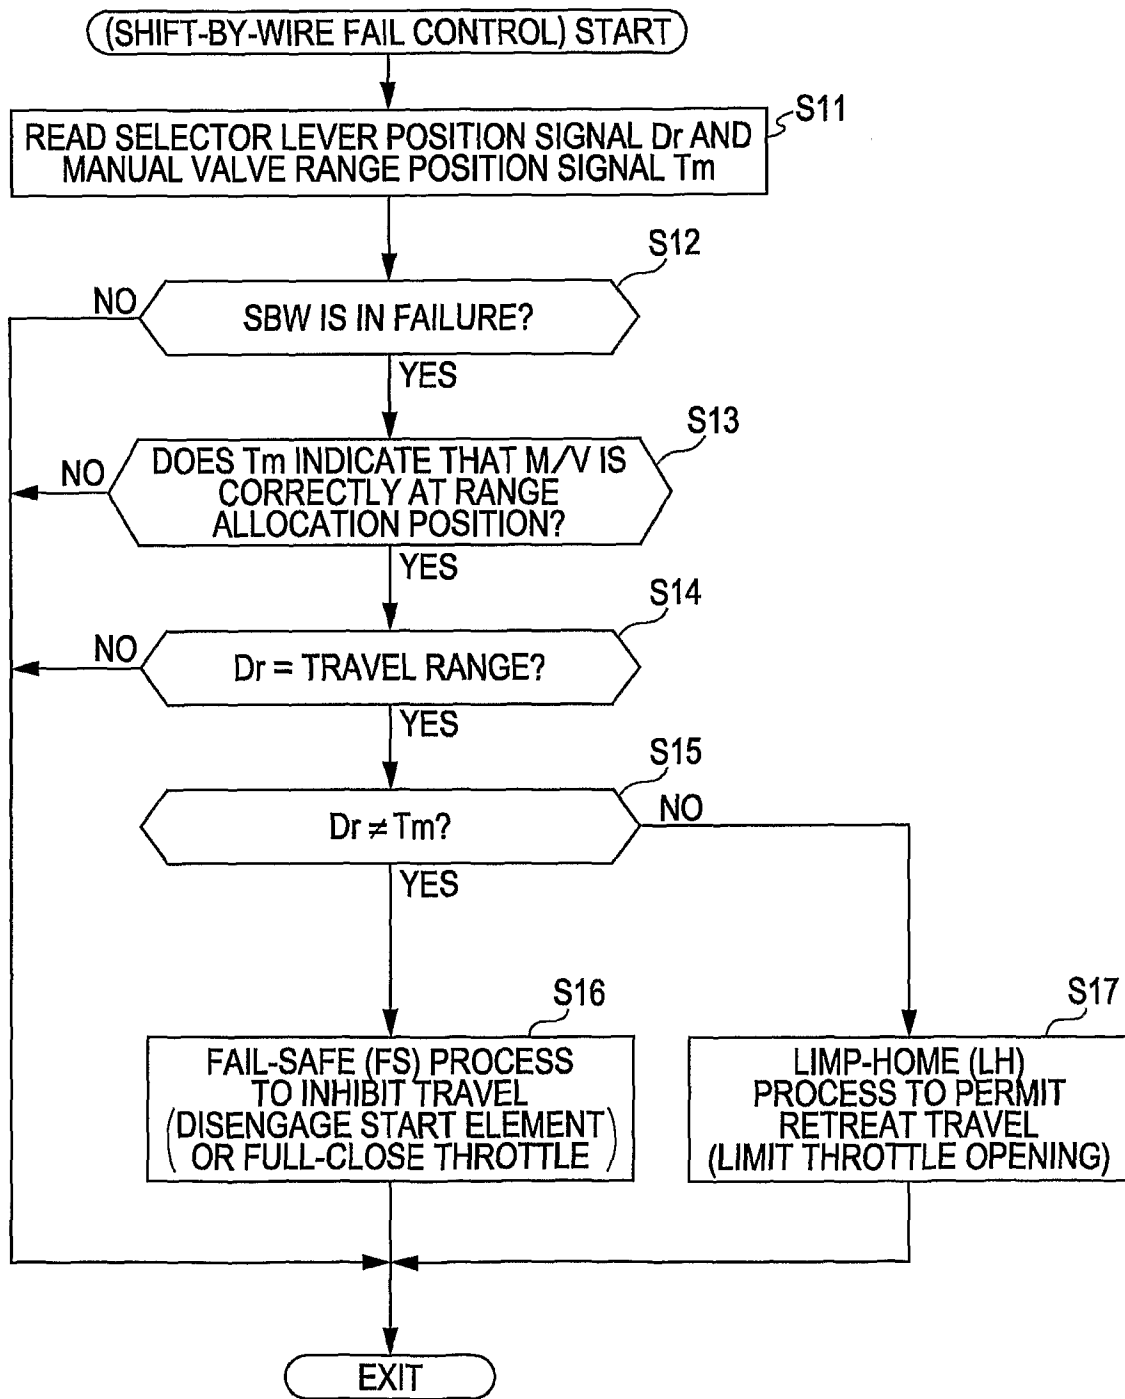 (SHIFT-BY-WIRE FAIL CONTROL) START
S11
READ SELECTOR LEVER POSITION SIGNAL Dr AND
MANUAL VALVE RANGE POSITION SIGNAL Tm
S12
NO
SBW IS IN FAILURE?
YES
S13
NO
DOES Tm INDICATE THAT M/V IS
CORRECTLY AT RANGE
ALLOCATION POSITION?
YES
S14
NO
Dr = TRAVEL RANGE?
YES
S15
Dr ≠ Tm?
NO
YES
S16
FAIL-SAFE (FS) PROCESS
TO INHIBIT TRAVEL
(DISENGAGE START ELEMENT
OR FULL-CLOSE THROTTLE)
S17
LIMP-HOME (LH)
PROCESS TO PERMIT
RETREAT TRAVEL
(LIMIT THROTTLE OPENING)
EXIT